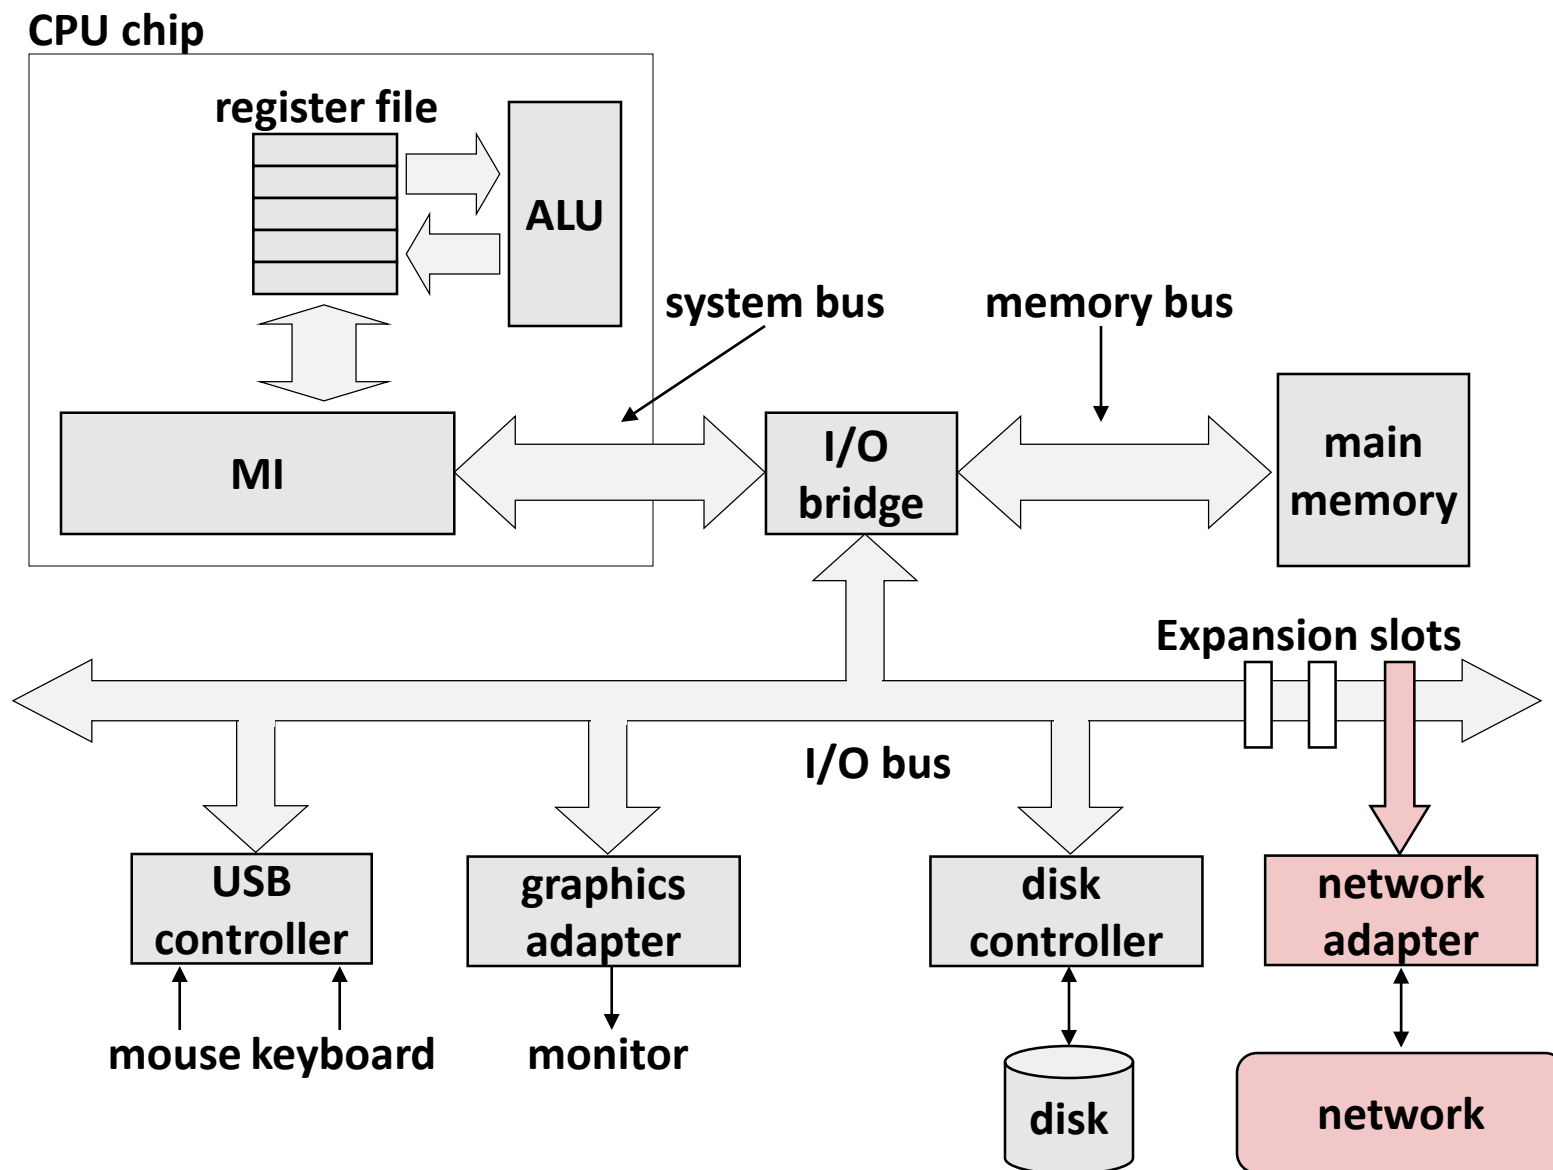 CPU chip
register file
ALU
system bus
memory bus
MI
I/O
bridge
main
memory
Expansion slots
I/O bus
USB
controller
graphics
adapter
disk
controller
network
adapter
mouse keyboard
monitor
disk
network